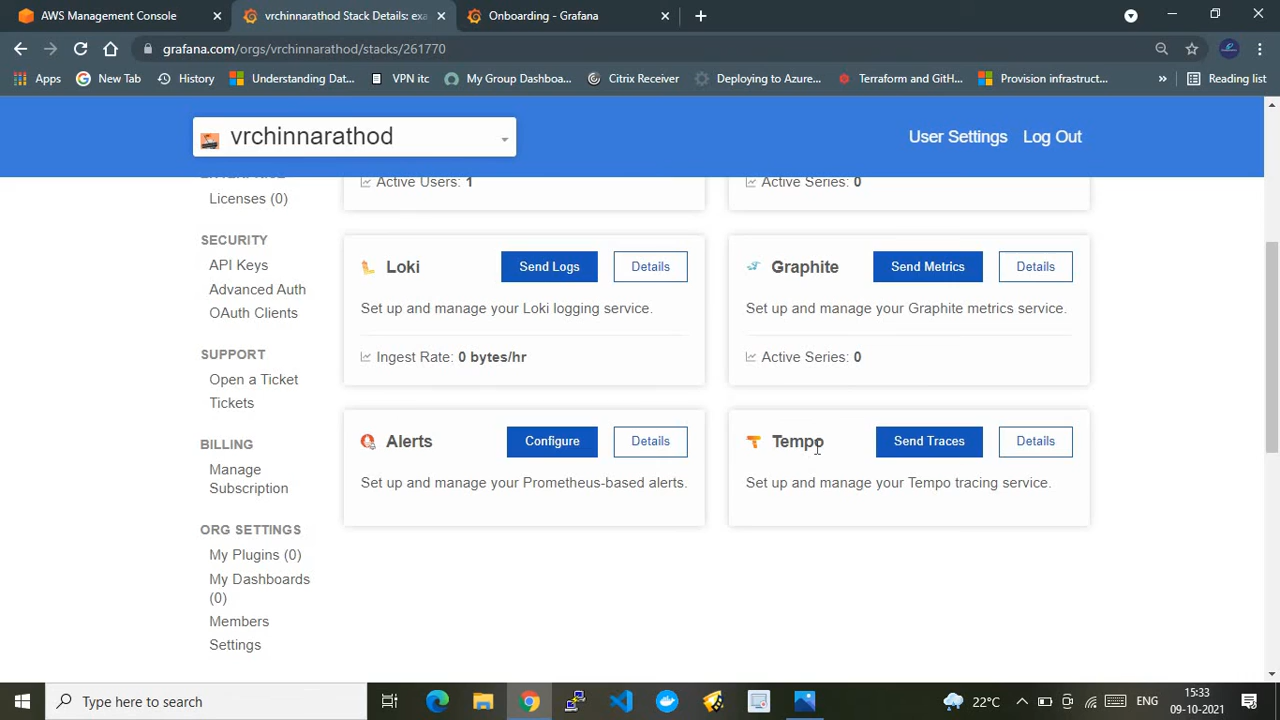 AWS Management Console
vrchinnarathod Stack Details: exa
Onboarding - Grafana
grafana.com/orgs/vrchinnarathod/stacks/261770
Apps
New Tab
History
Understanding Dat...
VPN itc
My Group Dashboa...
Citrix Receiver
Deploying to Azure...
Terraform and GitH...
Provision infrastruct...
»
Reading list
vrchinnarathod
User Settings
Log Out
Licenses (0)
SECURITY
API Keys
Advanced Auth
OAuth Clients
SUPPORT
Open a Ticket
Tickets
BILLING
Manage
Subscription
ORG SETTINGS
My Plugins (0)
My Dashboards
(0)
Members
Settings
Active Users: 1
Active Series: 0
Loki
Send Logs
Details
Set up and manage your Loki logging service.
Ingest Rate: 0 bytes/hr
Graphite
Send Metrics
Details
Set up and manage your Graphite metrics service.
Active Series: 0
Alerts
Configure
Details
Set up and manage your Prometheus-based alerts.
Tempo
Send Traces
Details
Set up and manage your Tempo tracing service.
Type here to search
22°C
ENG
15:33
09-10-2021